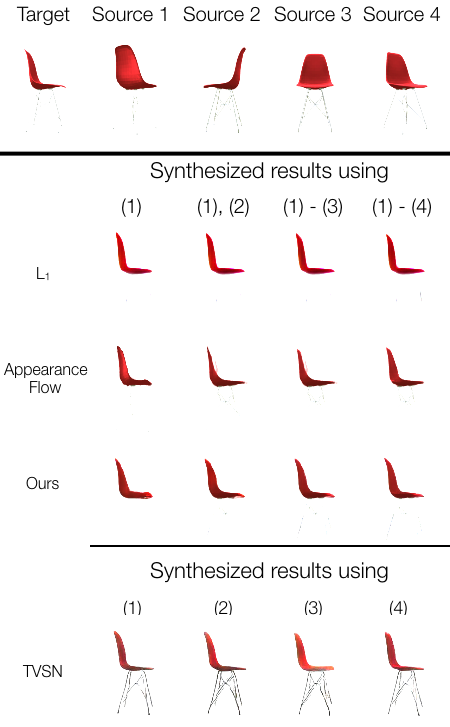 Target Source 1 Source 2 Source 3 Source 4
Synthesized results using
(1) (1), (2) (1) - (3) (1) - (4)
L₁
Appearance
Flow
Ours
Synthesized results using
(1) (2) (3) (4)
TVSN